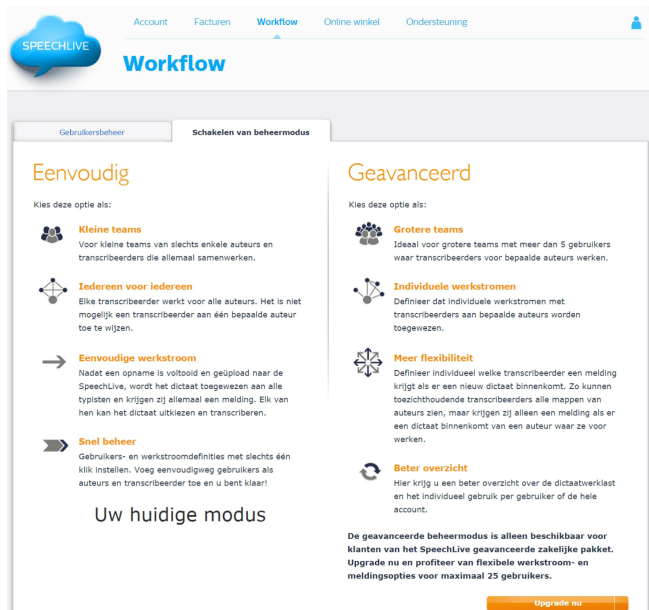 Account Facturen Workflow Online winkel Ondersteuning
SPEECHLIVE
Workflow
Gebruikersbeheer Schakelen van beheermodus
Eenvoudig
Kies deze optie als:
Kleine teams
Voor kleine teams van slechts enkele auteurs en
transcribeerders die allemaal samenwerken.
Iedereen voor iedereen
Elke transcribeerder werkt voor alle auteurs. Het is niet
mogelijk een transcribeerder aan één bepaalde auteur
toe te wijzen.
Eenvoudige werkstroom
Nadat een opname is voltooid en geüpload naar de
SpeechLive, wordt het dictaat toegewezen aan alle
typisten en krijgen zij allemaal een melding. Elk van
hen kan het dictaat uitkiezen en transcriberen.
Snel beheer
Gebruikers- en werkstroomdefinities met slechts één
klik instellen. Voeg eenvoudigweg gebruikers als
auteurs en transcribeerder toe en u bent klaar!
Uw huidige modus
Geavanceerd
Kies deze optie als:
Grotere teams
Ideaal voor grotere teams met meer dan 5 gebruikers
waar transcribeerders voor bepaalde auteurs werken.
Individuele werkstromen
Definieer dat individuele werkstromen met
transcribeerders aan bepaalde auteurs worden
toegewezen.
Meer flexibiliteit
Definieer individueel welke transcribeerder een melding
krijgt als er een nieuw dictaat binnenkomt. Zo kunnen
toezichthoudende transcribeerders alle mappen van
auteurs zien, maar krijgen zij alleen een melding als er
een dictaat binnenkomt van een auteur waar ze voor
werken.
Beter overzicht
Hier krijg u een beter overzicht over de dictaatwerklast
en het individueel gebruik per gebruiker of de hele
account.
De geavanceerde beheermodus is alleen beschikbaar voor
klanten van het SpeechLive geavanceerde zakelijke pakket.
Upgrade nu en profiteer van flexibele werkstroom- en
meldingsopties voor maximaal 25 gebruikers.
Upgrade nu